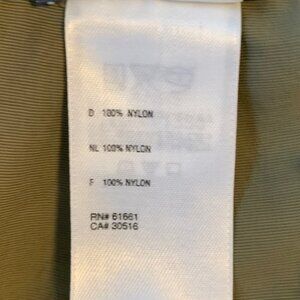 D 100% NYLON
NL 100% NYLON
F 100% NYLON
RN# 61661
CA# 30516